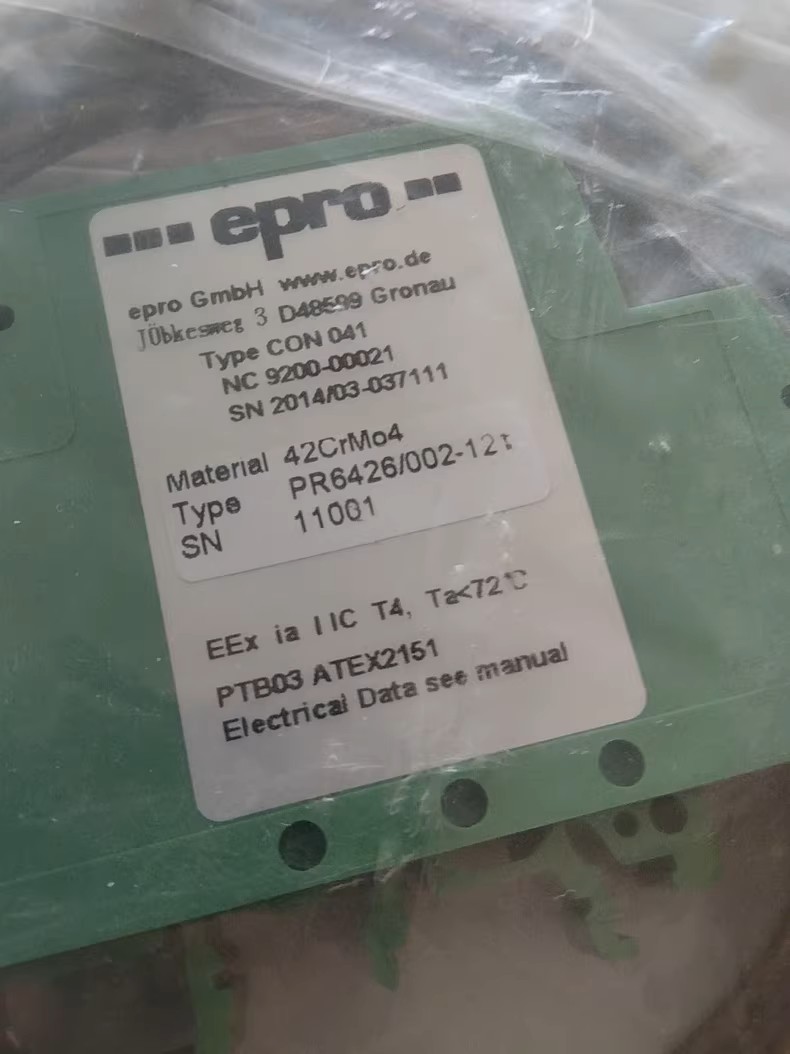 epro
epro GmbH www.epro.de
JÖbkesweg 3 D48599 Gronau
Type CON 041
NC 9200-00021
SN 2014/03-037111
Material 42CrMo4
Type PR6426/002-121
SN 11001
EEx ia IIC T4, Ta<72℃
PTB03 ATEX2151
Electrical Data see manual